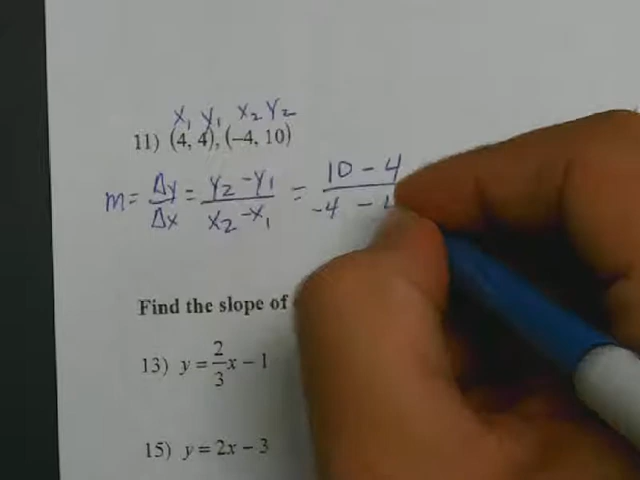 X₁ Y₁ X₂ Y₂
11) (4, 4), (−4, 10)
m = Δy/Δx = (Y₂ − Y₁)/(X₂ − X₁) = (10 − 4)/(-4 −
Find the slope of
13) y = 2/3 x − 1
15) y = 2x − 3